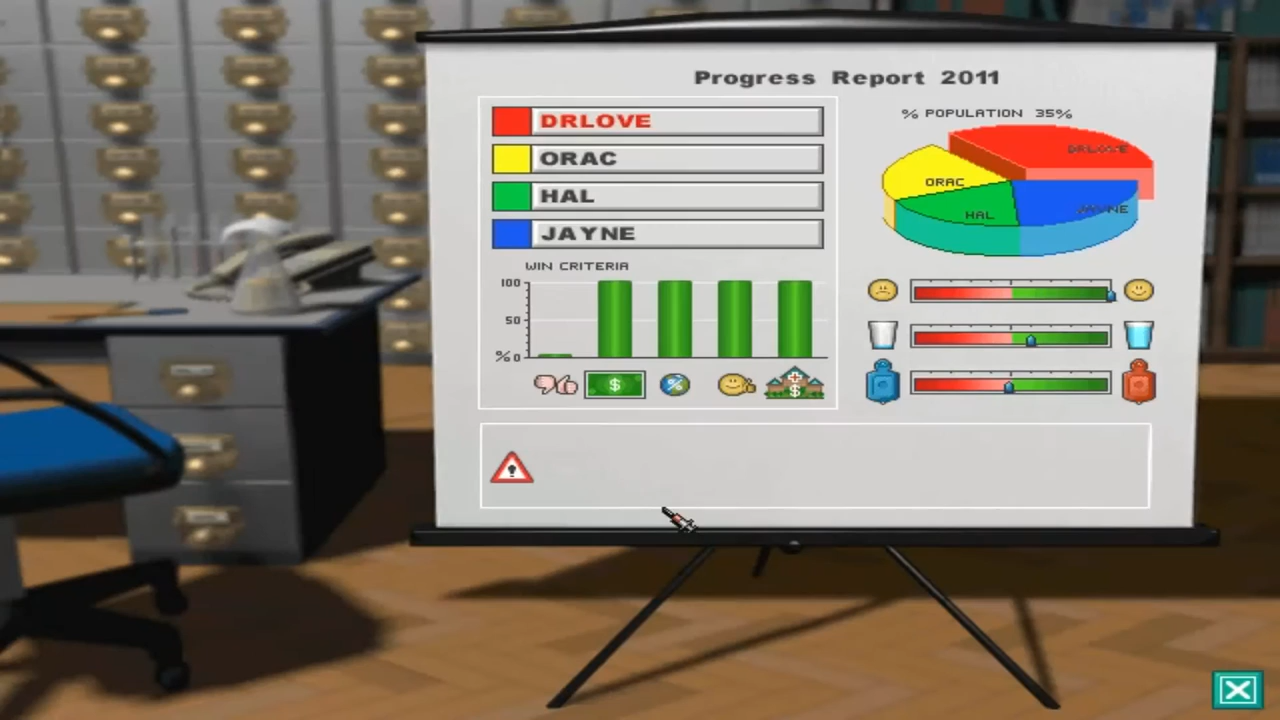 Progress Report 2011
DRLOVE
ORAC
HAL
JAYNE
WIN CRITERIA
100
50
% 0
$
%
$
% POPULATION 35%
DRLOVE
ORAC
HAL
JAYNE
!